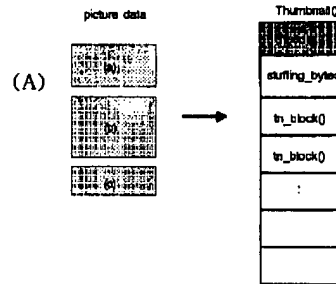 picture data
Thumbnail()
(A)
(a)
stuffing_bytes
(b)
tn_block()
tn_block()
(c)
: